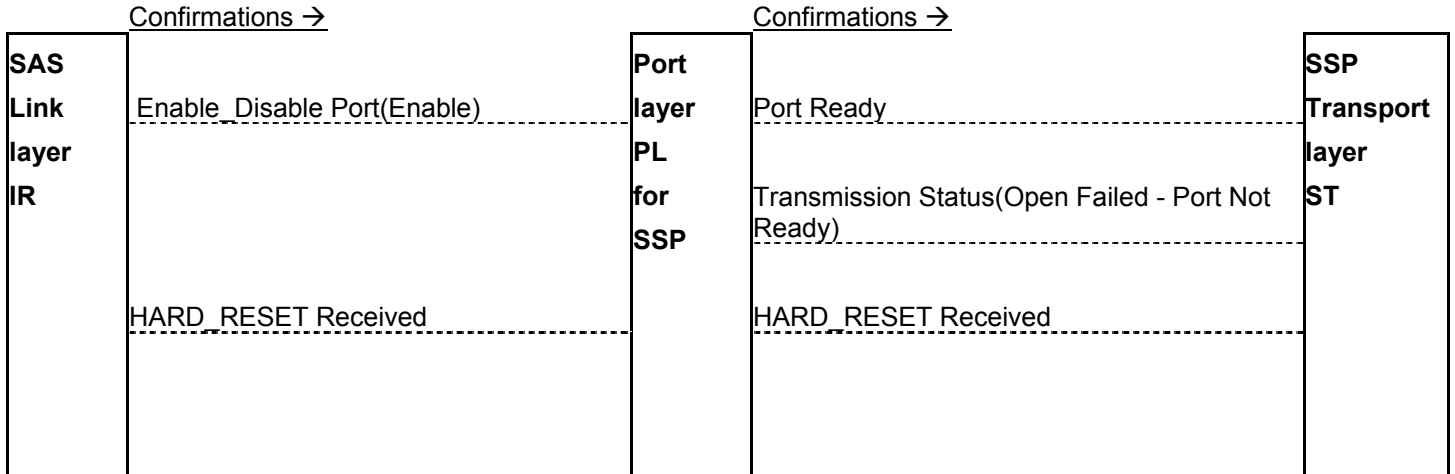 Confirmations →
Confirmations →
SAS
Link
layer
IR
Enable_Disable Port(Enable)
HARD_RESET Received
Port
layer
PL
for
SSP
Port Ready
Transmission Status(Open Failed - Port Not
Ready)
HARD_RESET Received
SSP
Transport
layer
ST